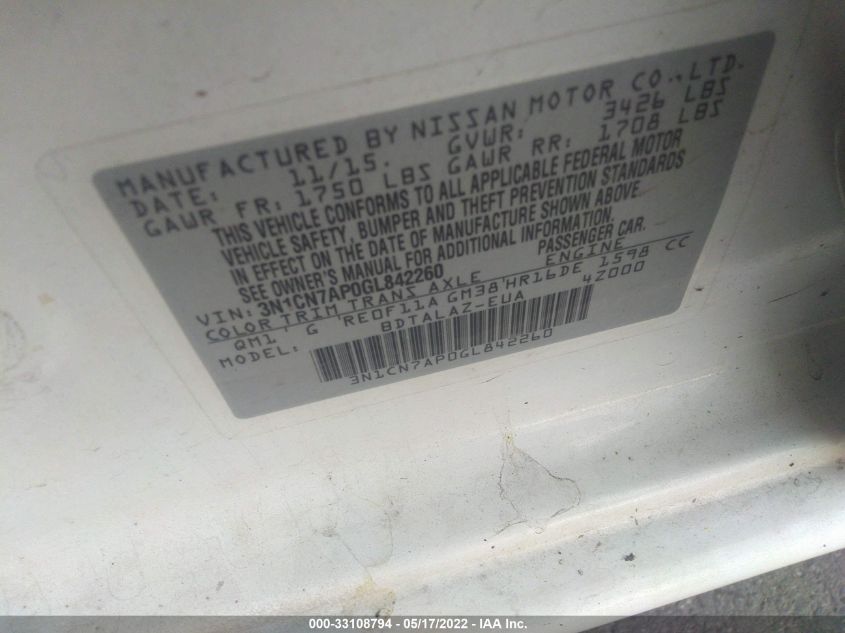 MANUFACTURED BY NISSAN MOTOR CO., LTD.
DATE: 11/15. GVWR: 3426 LBS
GAWR FR: 1750 LBS GAWR RR: 1708 LBS
THIS VEHICLE CONFORMS TO ALL APPLICABLE FEDERAL MOTOR
VEHICLE SAFETY, BUMPER AND THEFT PREVENTION STANDARDS
IN EFFECT ON THE DATE OF MANUFACTURE SHOWN ABOVE.
SEE OWNER'S MANUAL FOR ADDITIONAL INFORMATION.
VIN: 3N1CN7AP0GL842260 PASSENGER CAR.
COLOR TRIM TRANS AXLE ENGINE
QM1' G 'RE0F11A GM38'HR16DE 1598 CC
MODEL: BDTALAZ-EUA 4Z000
3N1CN7AP0GL842260
000-33108794 - 05/17/2022 - IAA Inc.